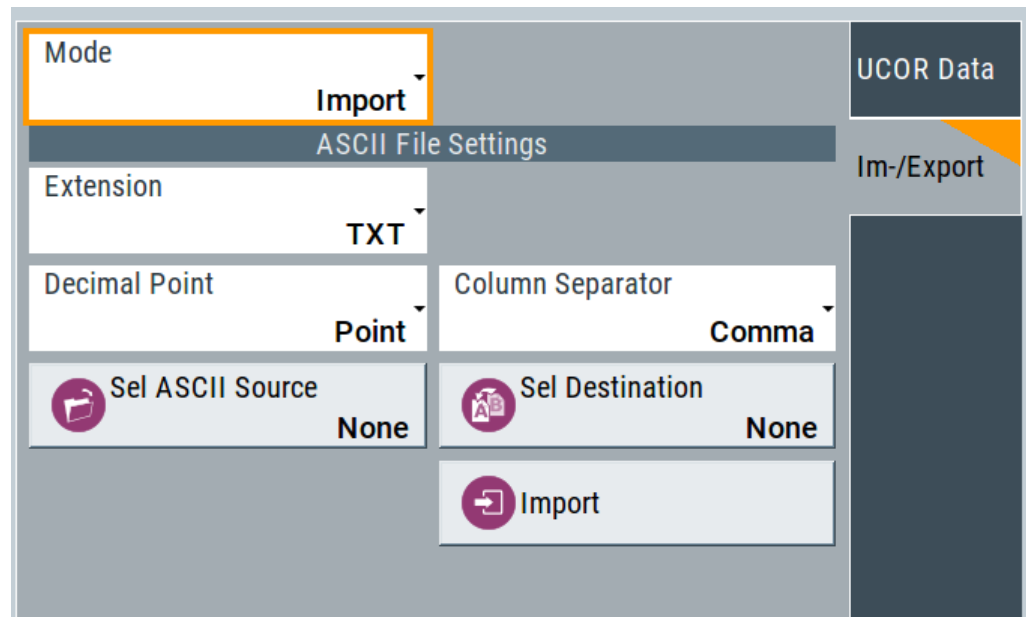 Mode
Import
UCOR Data
ASCII File Settings
Im-/Export
Extension
TXT
Decimal Point
Point
Column Separator
Comma
Sel ASCII Source
None
Sel Destination
None
A B
Import